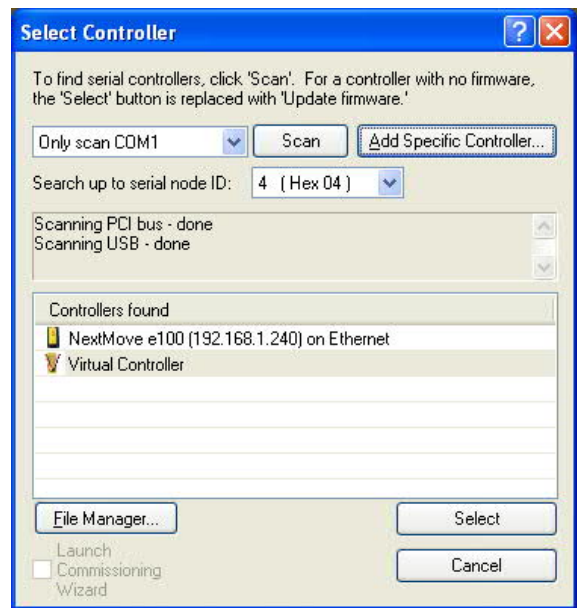 Select Controller
To find serial controllers, click 'Scan'. For a controller with no firmware,
the 'Select' button is replaced with 'Update firmware.'
Only scan COM1
Scan
Add Specific Controller...
Search up to serial node ID:
4 ( Hex 04 )
Scanning PCI bus - done
Scanning USB - done
Controllers found
NextMove e100 (192.168.1.240) on Ethernet
Virtual Controller
File Manager...
Select
Launch
Commissioning
Wizard
Cancel